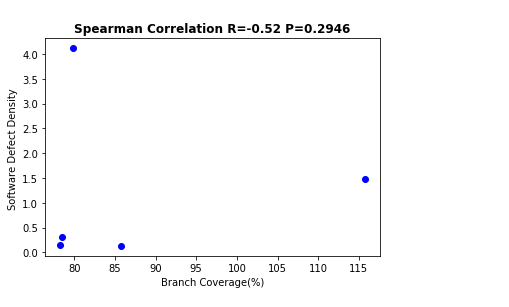 Spearman Correlation R=-0.52 P=0.2946
4.0
3.5
3.0
2.5
2.0
1.5
1.0
0.5
0.0
Software Defect Density
80 85 90 95 100 105 110 115
Branch Coverage(%)